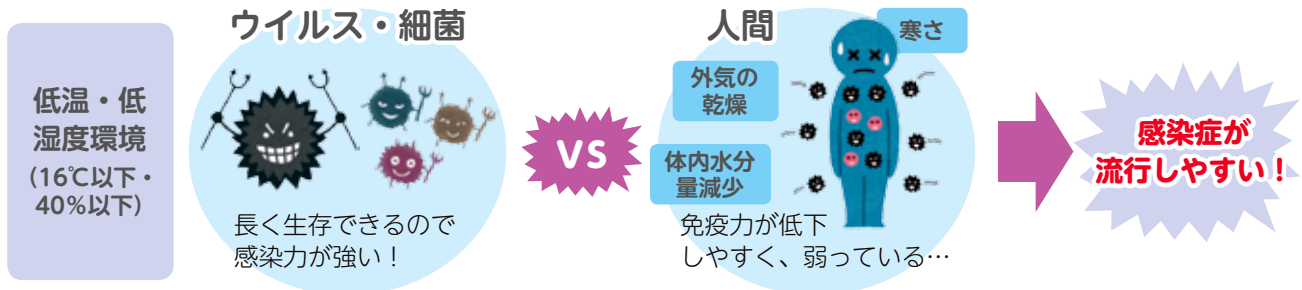 低温・低
湿度環境
(16℃以下・
40％以下)
ウイルス・細菌
長く生存できるので
感染力が強い！
VS
人間
寒さ
外気の
乾燥
体内水分
量減少
免疫力が低下
しやすく、弱っている…
感染症が
流行しやすい！